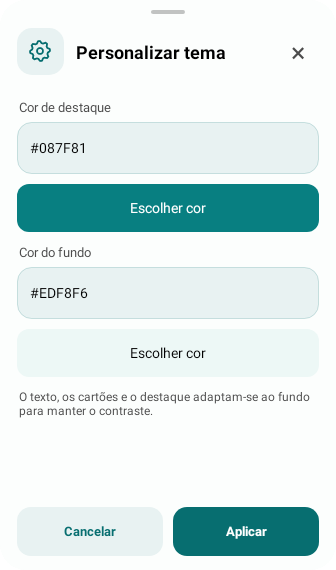 Personalizar tema
Cor de destaque
#087F81
Escolher cor
Cor do fundo
#EDF8F6
Escolher cor
O texto, os cartões e o destaque adaptam-se ao fundo
para manter o contraste.
Cancelar
Aplicar